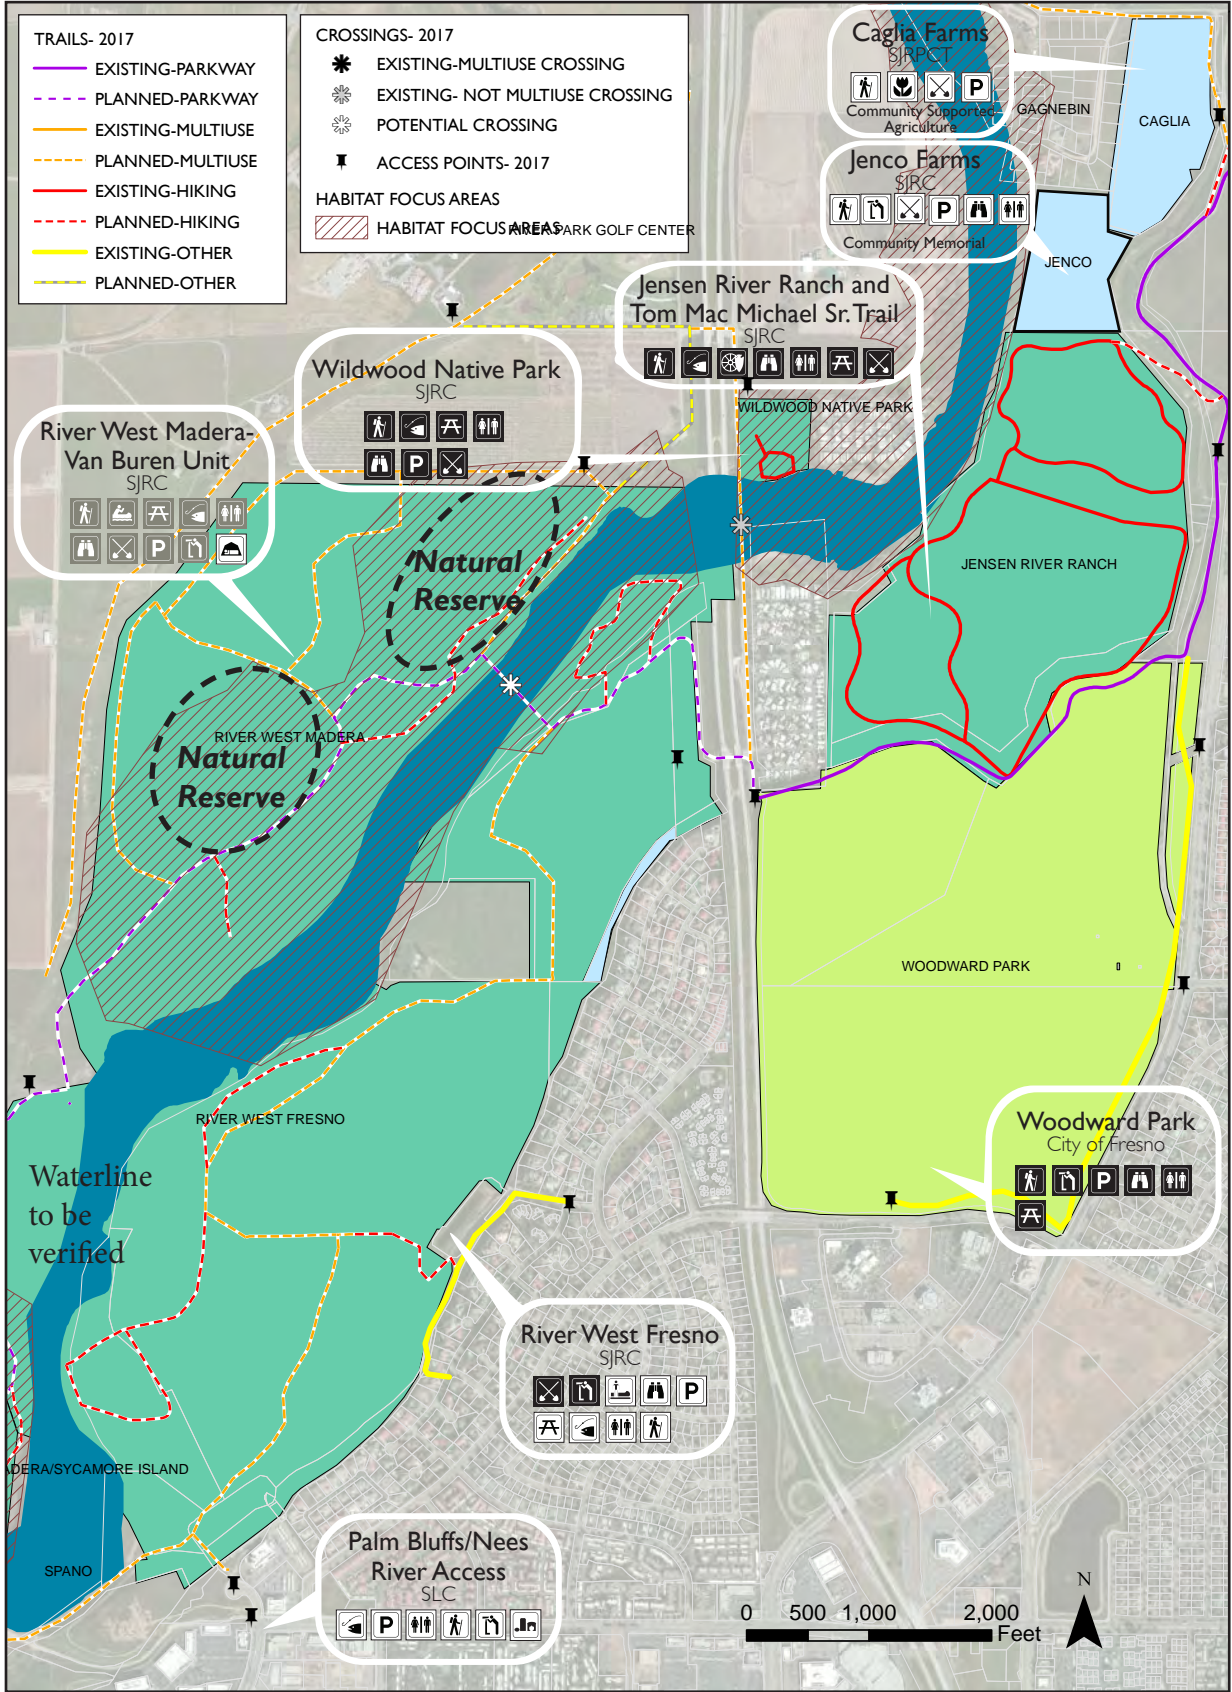 TRAILS- 2017
EXISTING-PARKWAY
PLANNED-PARKWAY
EXISTING-MULTIUSE
PLANNED-MULTIUSE
EXISTING-HIKING
PLANNED-HIKING
EXISTING-OTHER
PLANNED-OTHER
CROSSINGS- 2017
EXISTING-MULTIUSE CROSSING
EXISTING- NOT MULTIUSE CROSSING
POTENTIAL CROSSING
ACCESS POINTS- 2017
HABITAT FOCUS AREAS
HABITAT FOCUS AREAS
RIVER PARK GOLF CENTER
Caglia Farms
SJRPCT
P
Community Supported
Agriculture
GAGNEBIN
CAGLIA
Jenco Farms
SJRC
P
Community Memorial
JENCO
Jensen River Ranch and
Tom Mac Michael Sr. Trail
SJRC
Wildwood Native Park
SJRC
P
WILDWOOD NATIVE PARK
River West Madera-
Van Buren Unit
SJRC
P
Natural
Reserve
JENSEN RIVER RANCH
RIVER WEST MADERA
Natural
Reserve
WOODWARD PARK
RIVER WEST FRESNO
Woodward Park
City of Fresno
P
Waterline
to be
verified
River West Fresno
SJRC
P
ADERA/SYCAMORE ISLAND
SPANO
Palm Bluffs/Nees
River Access
SLC
P
N
0 500 1,000 2,000
Feet